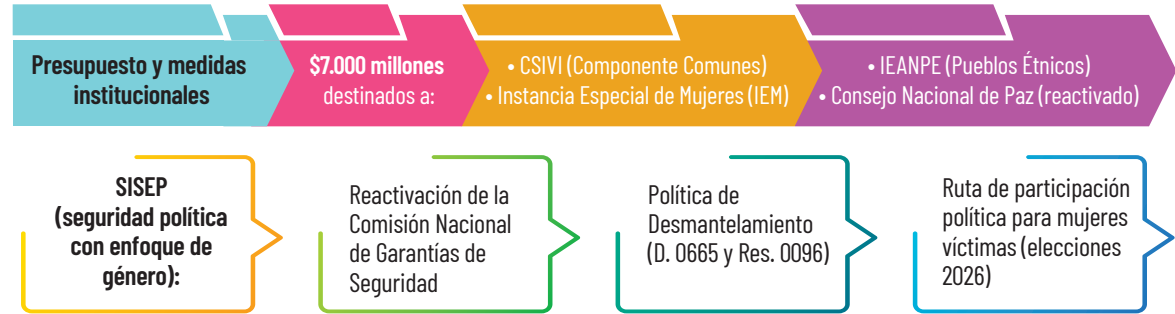 Presupuesto y medidas
institucionales
$7.000 millones
destinados a:
• CSIVI (Componente Comunes)
• Instancia Especial de Mujeres (IEM)
• IEANPE (Pueblos Étnicos)
• Consejo Nacional de Paz (reactivado)
SISEP
(seguridad política
con enfoque de
género):
Reactivación de la
Comisión Nacional
de Garantías de
Seguridad
Política de
Desmantelamiento
(D. 0665 y Res. 0096)
Ruta de participación
política para mujeres
víctimas (elecciones
2026)